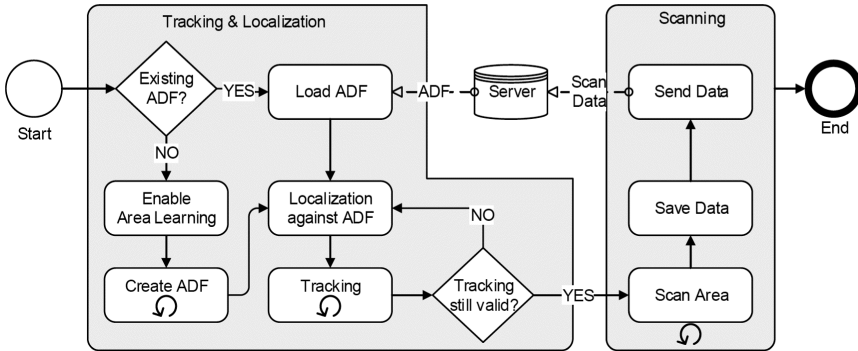 Tracking & Localization
Scanning
Start
Existing
ADF?
YES
Load ADF
ADF
Server
Scan
Data
Send Data
End
NO
Enable
Area Learning
Localization
against ADF
NO
Save Data
Create ADF
Tracking
Tracking
still valid?
YES
Scan Area